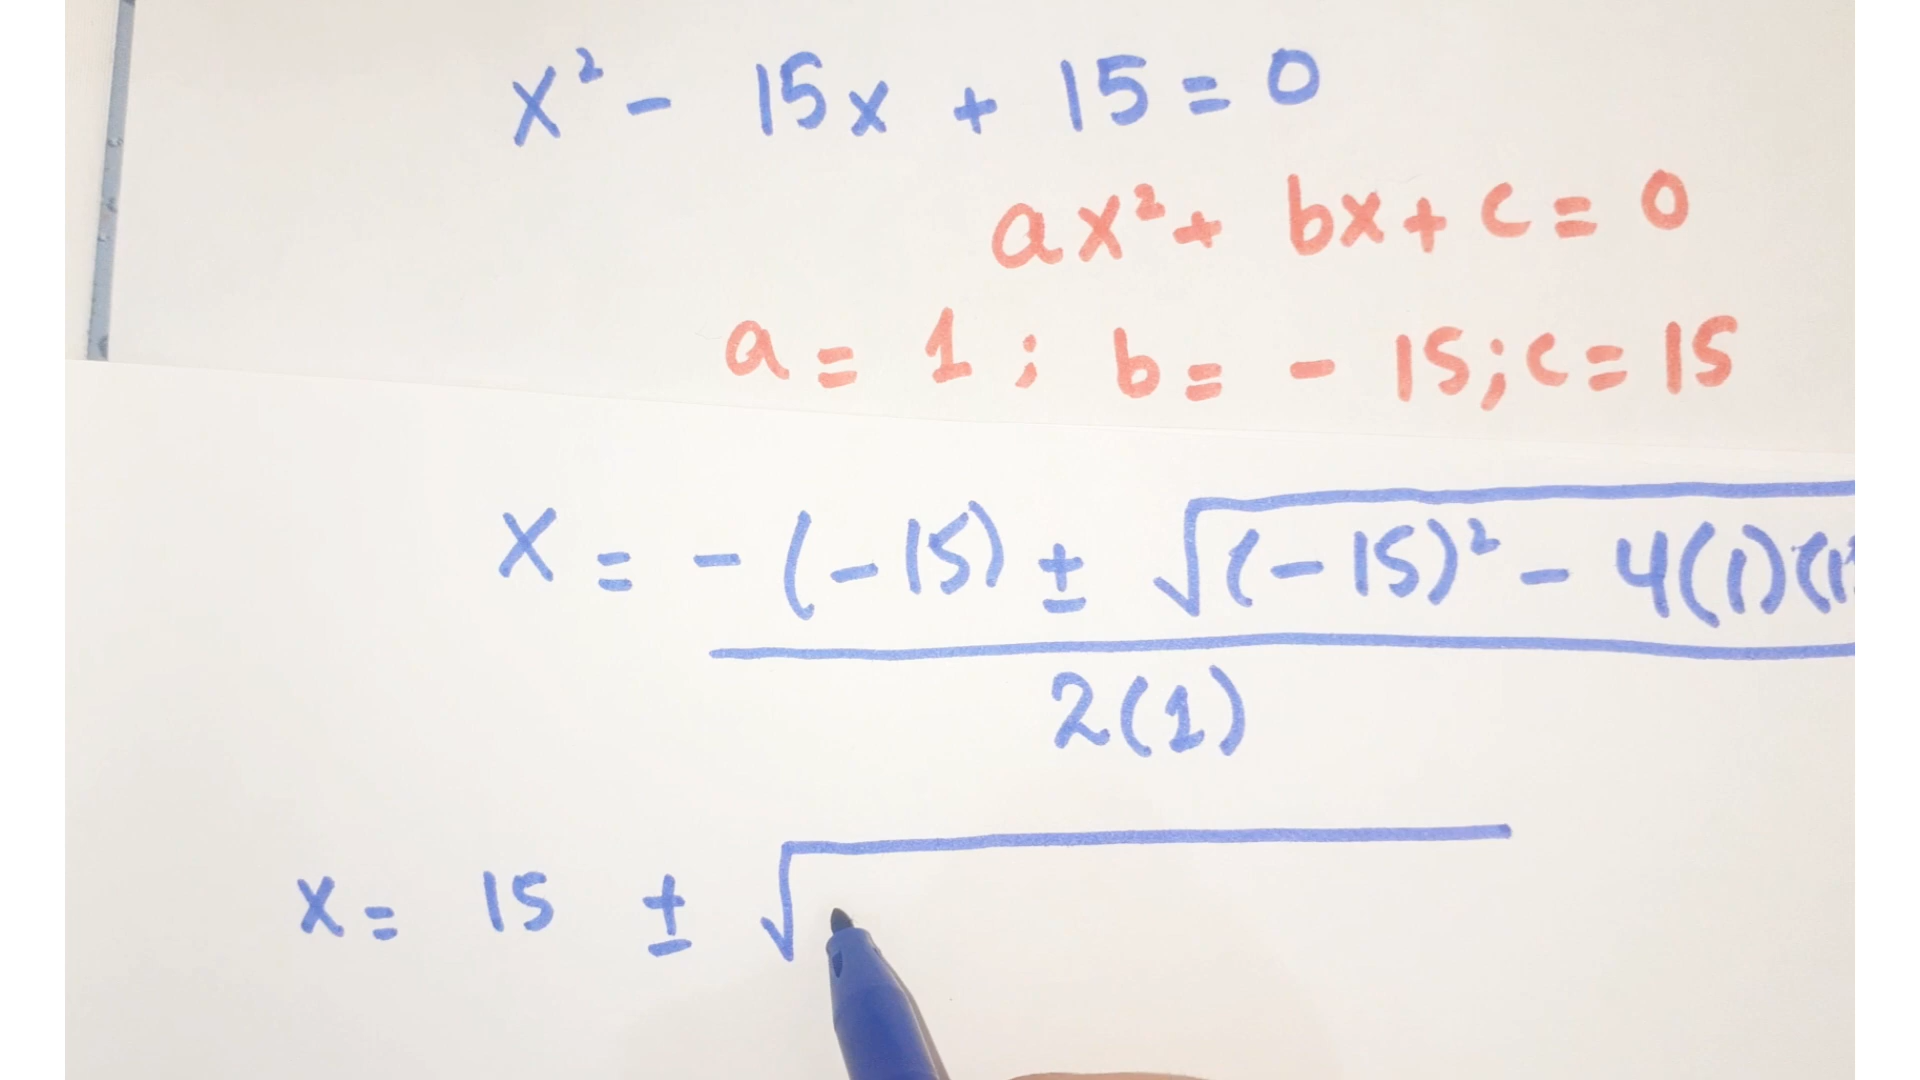 x² - 15x + 15 = 0
ax² + bx + c = 0
a = 1 ; b = - 15; c = 15
x = - (-15) ± √(-15)² - 4(1)(1
2(1)
x = 15 ± √